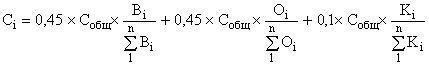 Cᵢ = 0,45 × Cобщ × Bᵢ / ∑₁ⁿ Bᵢ + 0,45 × Cобщ × Oᵢ / ∑₁ⁿ Oᵢ + 0,1 × Cобщ × Kᵢ / ∑₁ⁿ Kᵢ